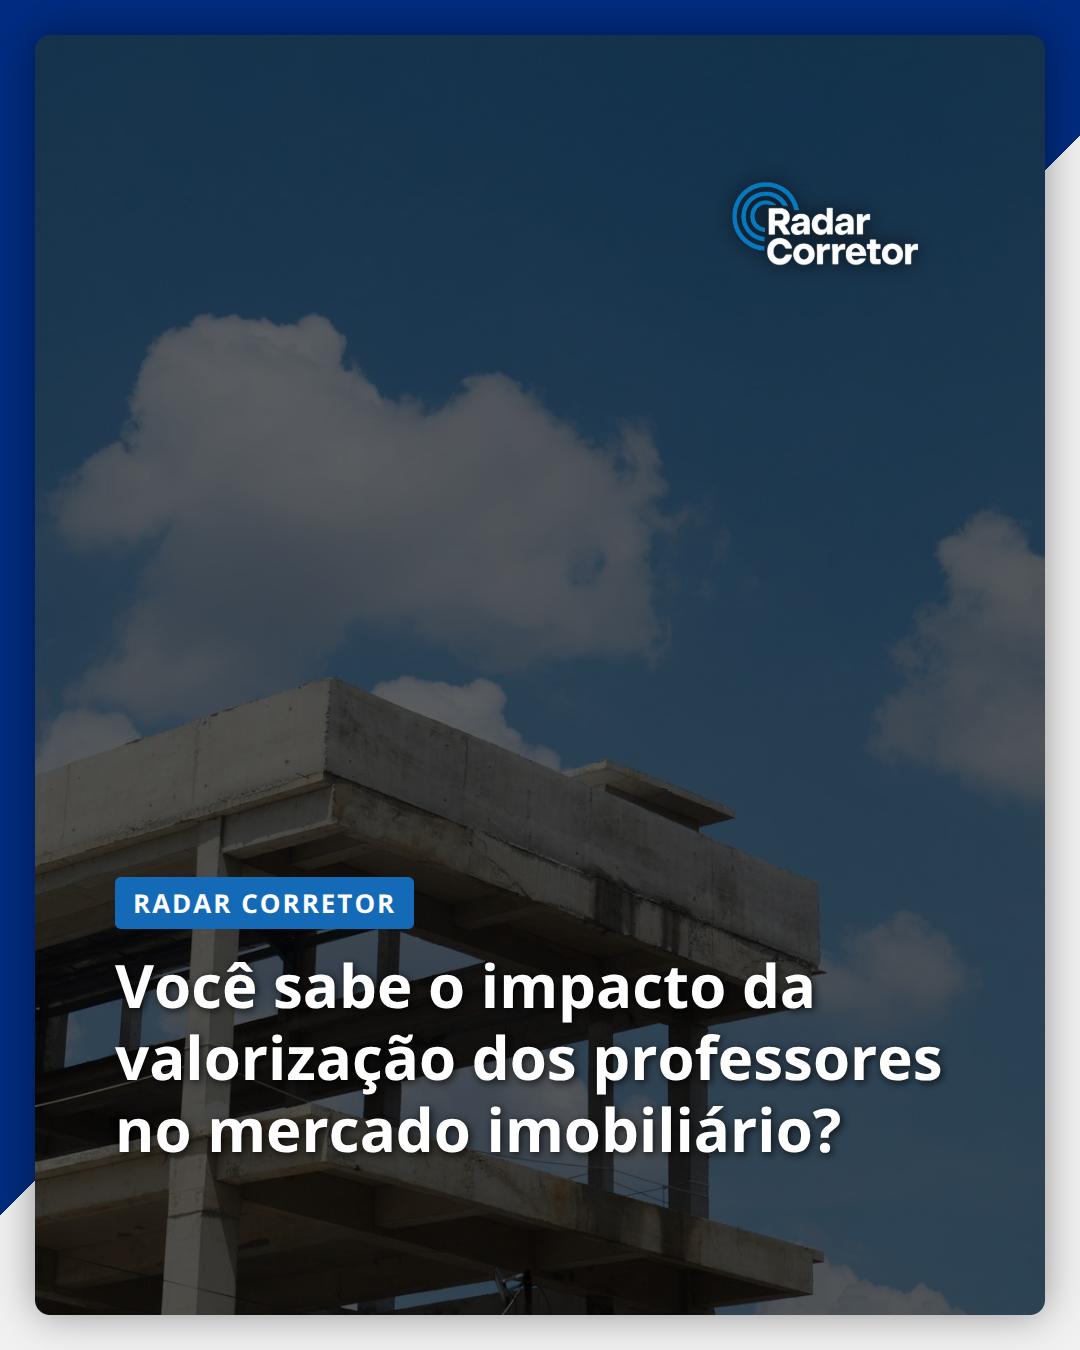 Radar
Corretor
RADAR CORRETOR
Você sabe o impacto da
valorização dos professores
no mercado imobiliário?